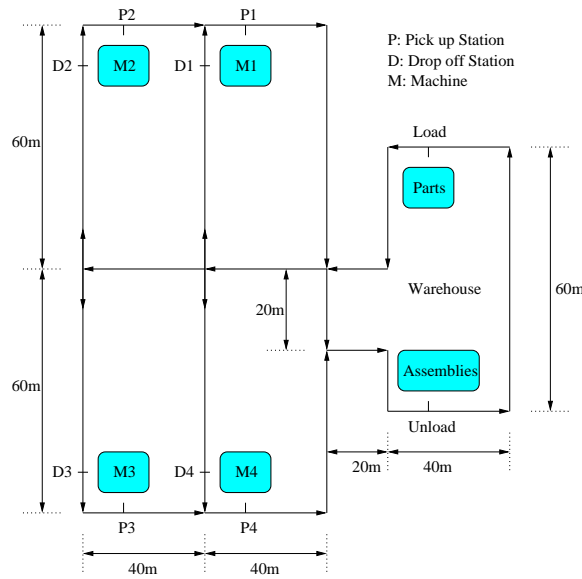 P2 P1
P: Pick up Station
D2 M2 D1 M1
D: Drop off Station
M: Machine
60m
Load
Parts
Warehouse
60m
20m
60m
Assemblies
Unload
D3 M3 D4 M4
20m 40m
P3 P4
40m 40m